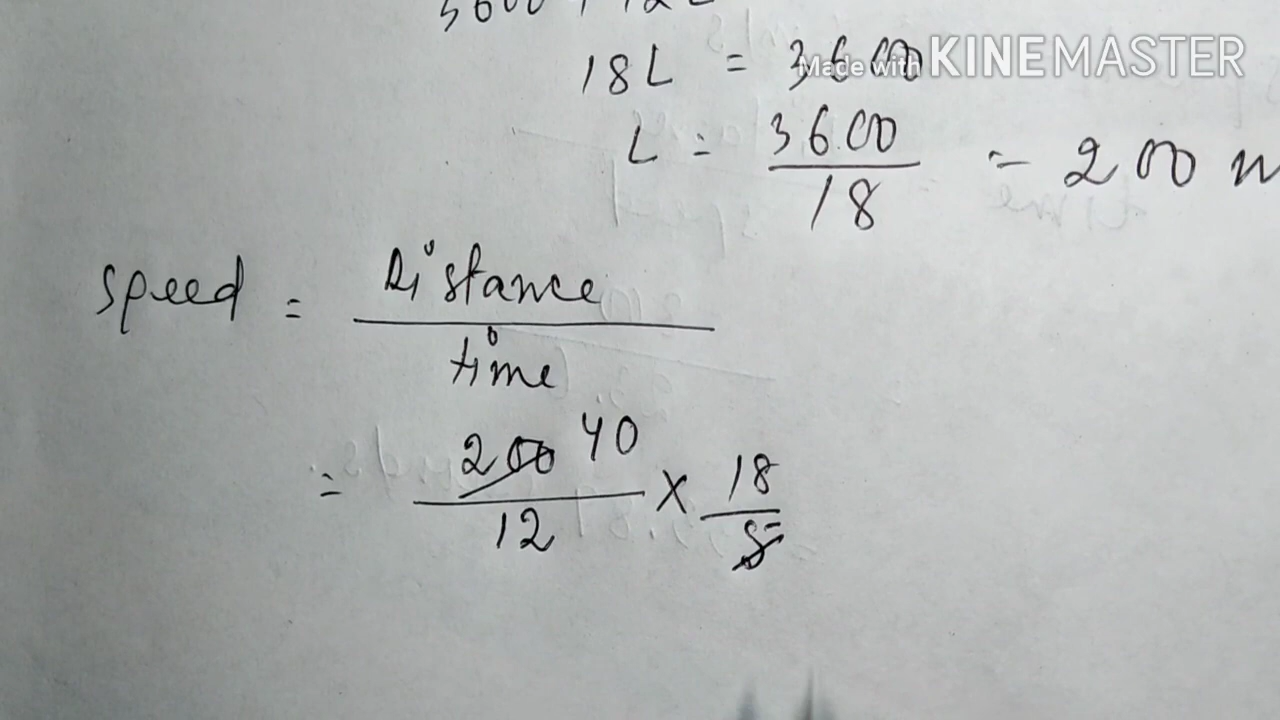 18L = 3600
Made with KINEMASTER
L = 3600/18 = 200 m
Speed = Distance/time
= 200 40/12 × 18/5